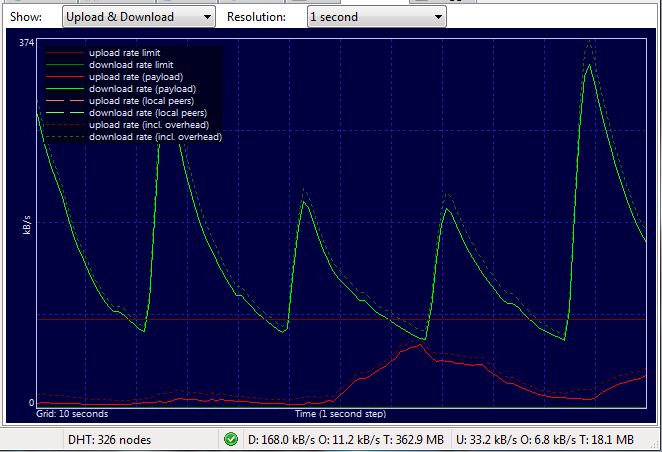 Show: Upload & Download Resolution: 1 second
374
upload rate limit
download rate limit
upload rate (payload)
download rate (payload)
upload rate (local peers)
download rate (local peers)
upload rate (incl. overhead)
download rate (incl. overhead)
kB/s
0
Grid: 10 seconds Time (1 second step)
DHT: 326 nodes D: 168.0 kB/s O: 11.2 kB/s T: 362.9 MB U: 33.2 kB/s O: 6.8 kB/s T: 18.1 MB